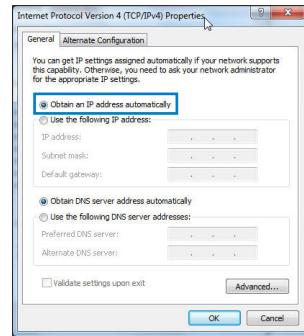 Internet Protocol Version 4 (TCP/IPv4) Properties
General
Alternate Configuration
You can get IP settings assigned automatically if your network supports
this capability. Otherwise, you need to ask your network administrator
for the appropriate IP settings.
Obtain an IP address automatically
Use the following IP address:
IP address:
Subnet mask:
Default gateway:
Obtain DNS server address automatically
Use the following DNS server addresses:
Preferred DNS server:
Alternate DNS server:
Validate settings upon exit
Advanced...
OK
Cancel